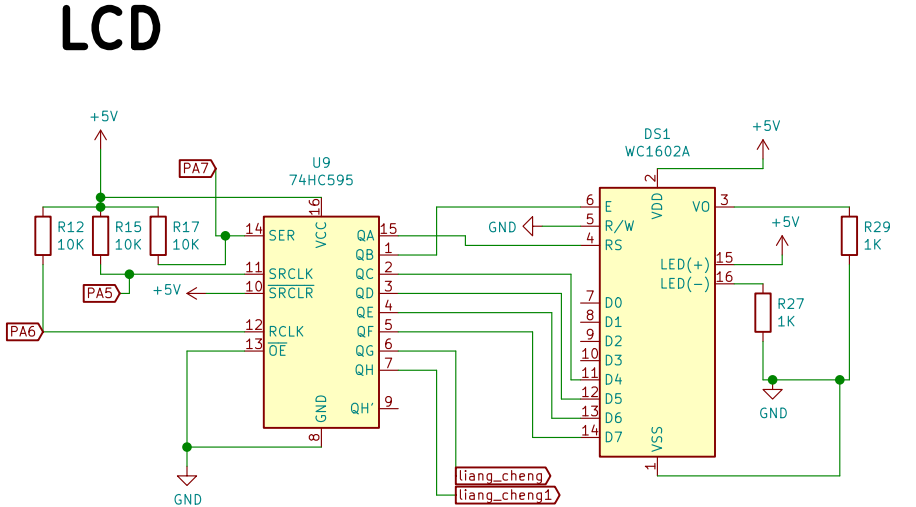 LCD
+5V
PA7
U9
74HC595
DS1
WC1602A
+5V
R12
10K
R15
10K
R17
10K
PA5
PA6
+5V
14 SER
11 SRCLK
10 SRCLR
12 RCLK
13 OE
16 VCC
GND 8
QA 15
QB 1
QC 2
QD 3
QE 4
QF 5
QG 6
QH 7
QH' 9
GND
liang_cheng
liang_cheng1
GND
6 E
5 R/W
4 RS
7 D0
8 D1
9 D2
10 D3
11 D4
12 D5
13 D6
14 D7
2 VDD
VSS 1
VO 3
LED(+) 15
LED(-) 16
+5V
R29
1K
R27
1K
GND